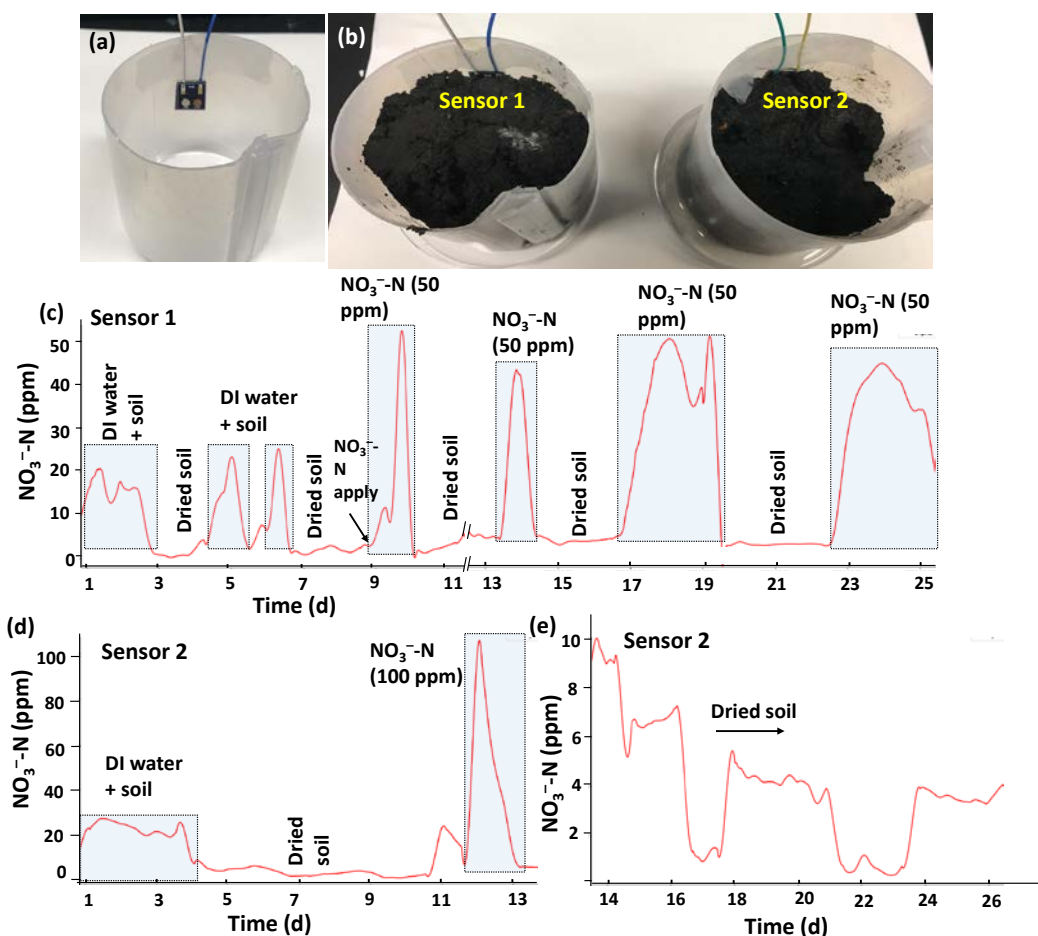 (a)
(b)
Sensor 1
Sensor 2
(c)
Sensor 1
NO₃⁻-N (50
ppm)
NO₃⁻-N
(50 ppm)
NO₃⁻-N (50
ppm)
NO₃⁻-N (50
ppm)
DI water
+ soil
Dried soil
DI water
+ soil
Dried soil
NO₃⁻-
N
apply
Dried soil
Dried soil
Dried soil
NO₃⁻-N (ppm)
50
40
30
20
10
0
1 3 5 7 9 11 13 15 17 19 21 23 25
Time (d)
(d)
Sensor 2
NO₃⁻-N
(100 ppm)
DI water
+ soil
Dried
soil
NO₃⁻-N (ppm)
100
80
60
40
20
0
1 3 5 7 9 11 13
Time (d)
(e)
Sensor 2
Dried soil
NO₃⁻-N (ppm)
10
8
6
4
2
14 16 18 20 22 24 26
Time (d)